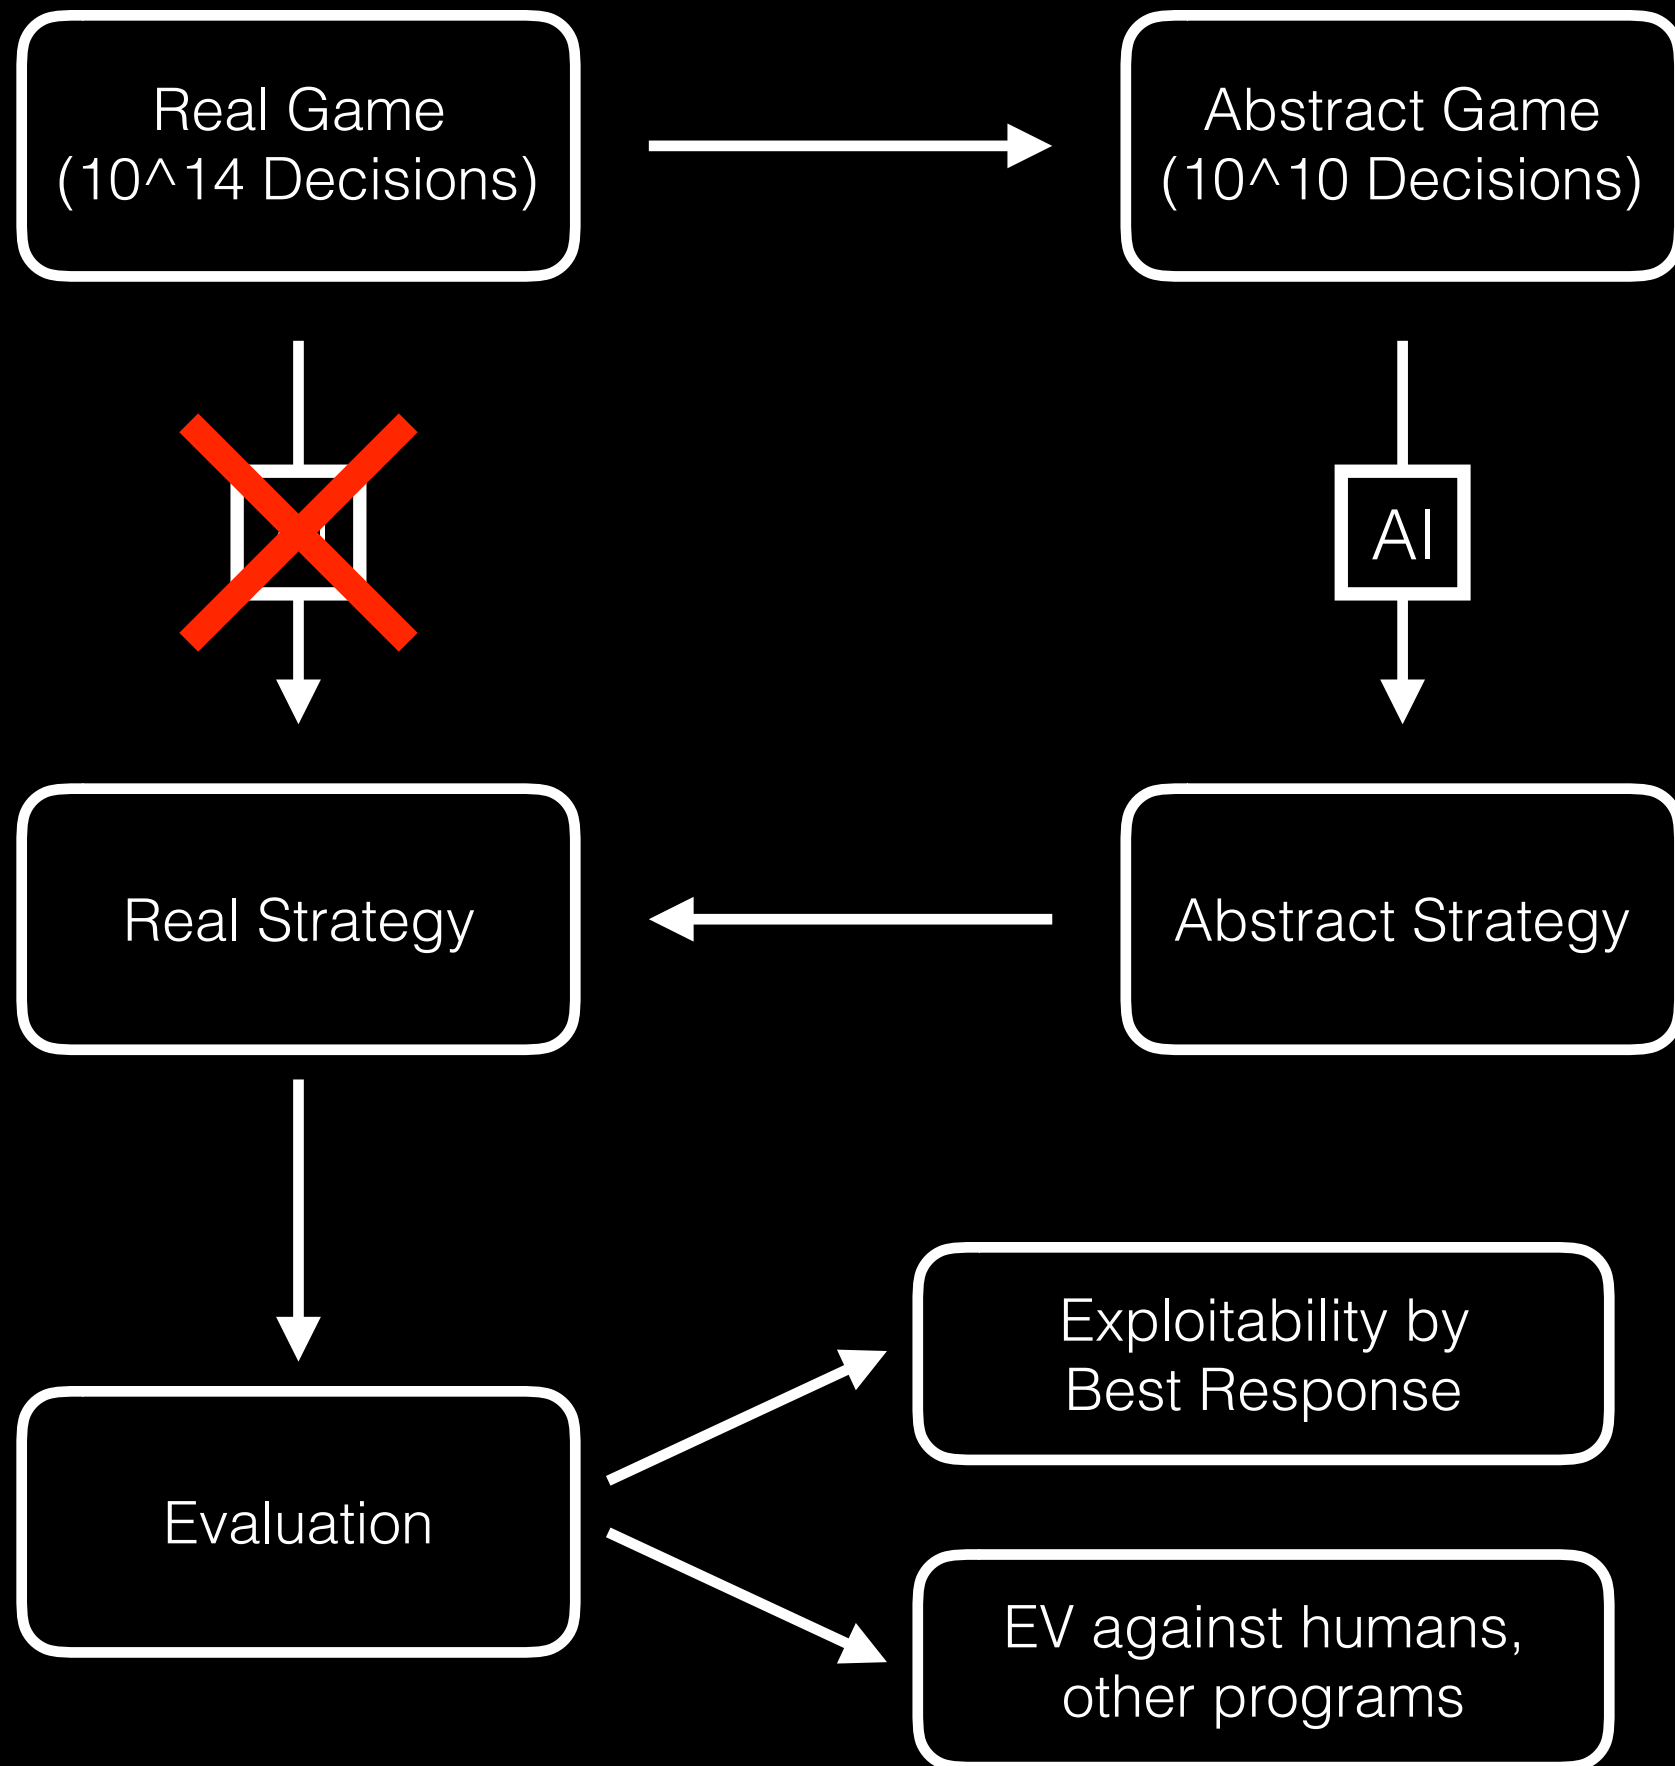 Real Game
(10^14 Decisions)
Abstract Game
(10^10 Decisions)
AI
Real Strategy
Abstract Strategy
Exploitability by
Best Response
Evaluation
EV against humans,
other programs